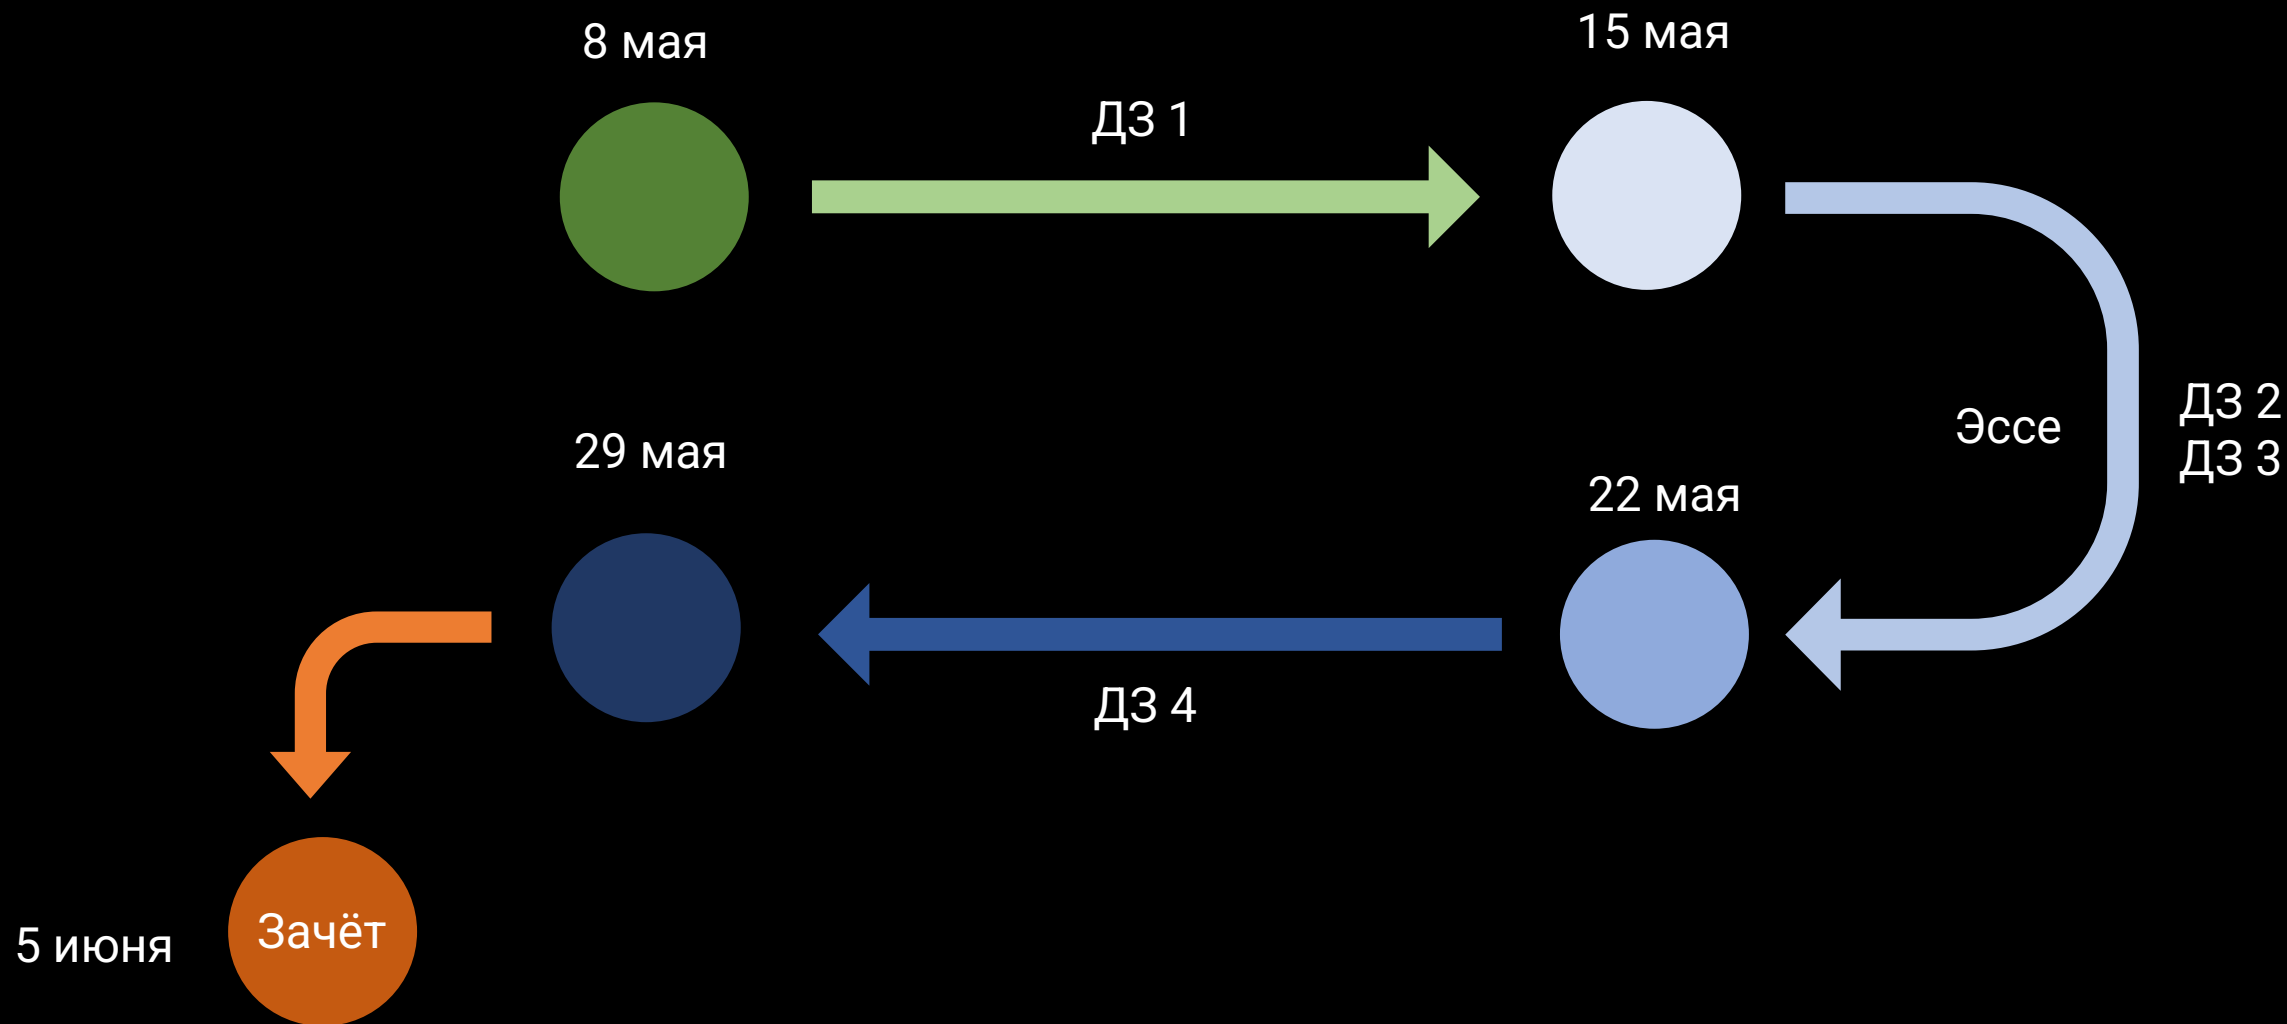 8 мая
15 мая
ДЗ 1
Эссе
ДЗ 2
ДЗ 3
29 мая
22 мая
ДЗ 4
5 июня
Зачёт